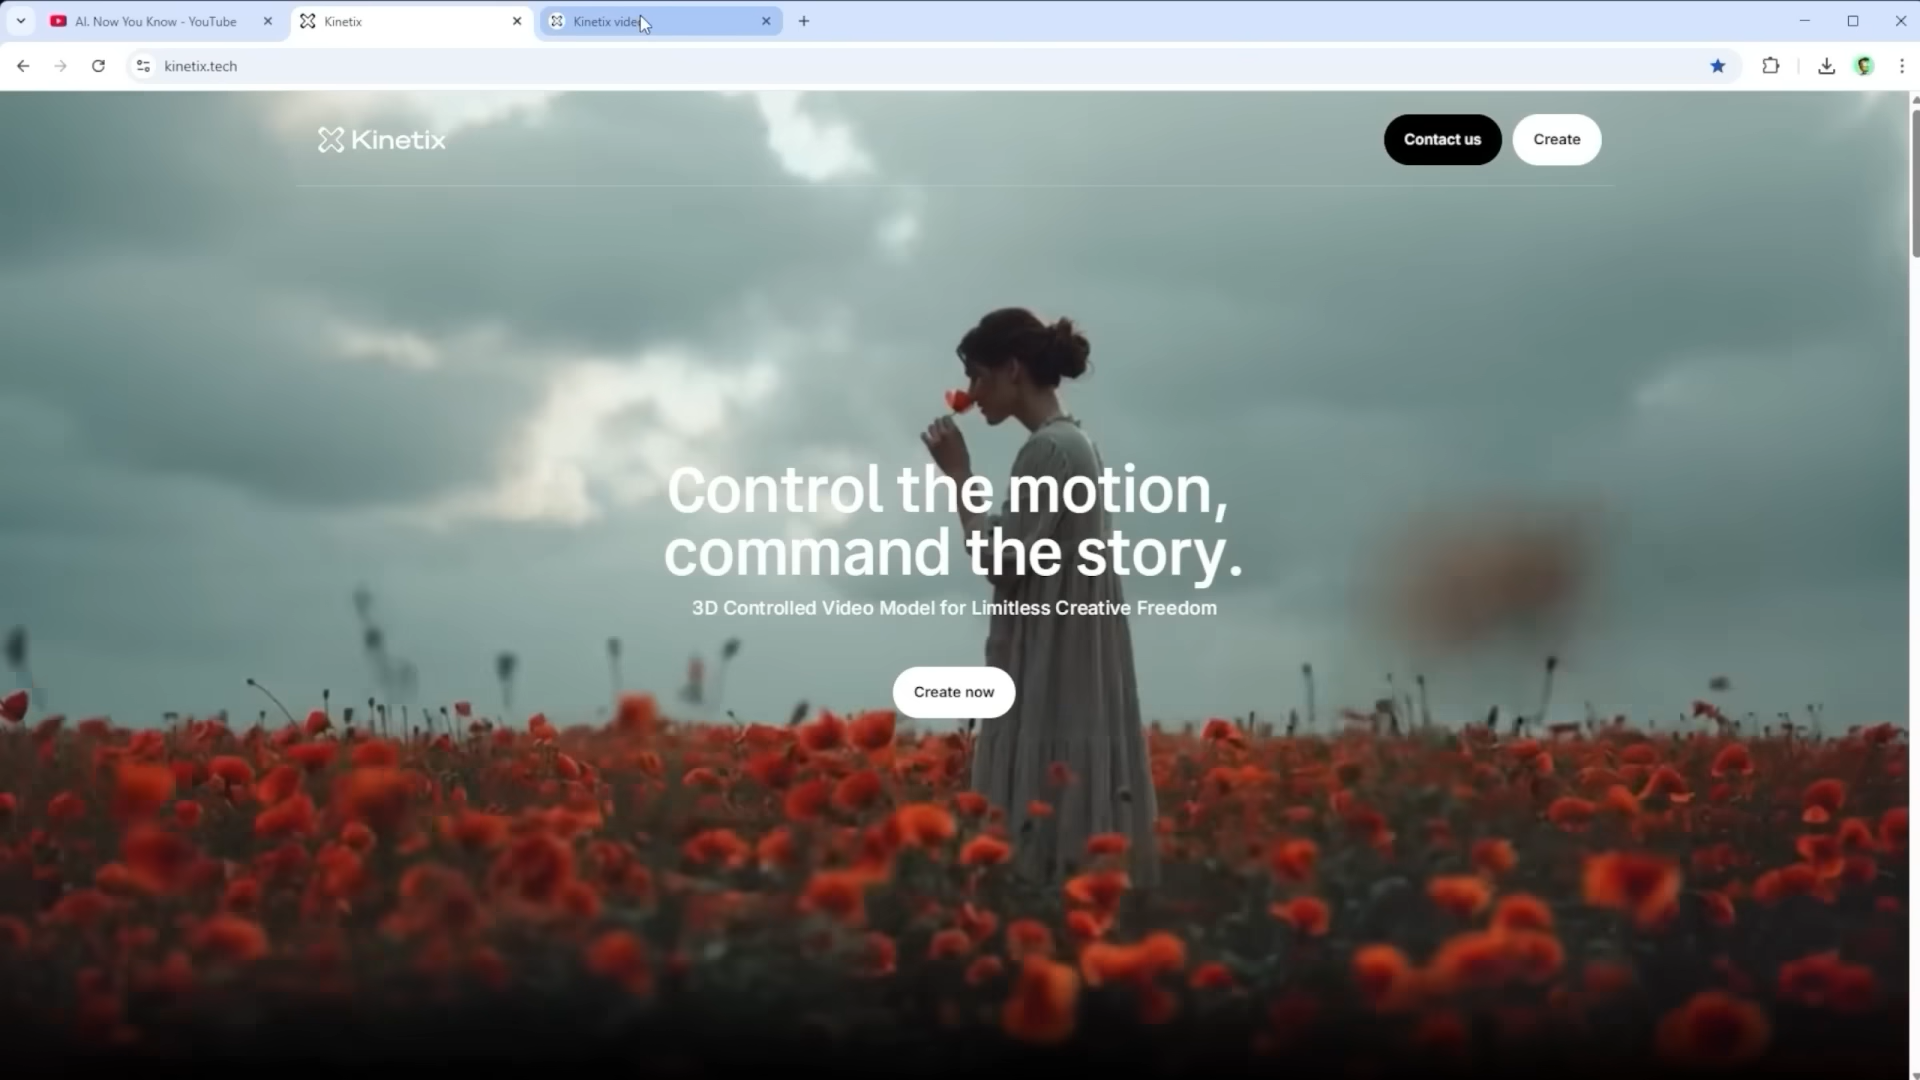 AI. Now You Know - YouTube
Kinetix
Kinetix
kinetix.tech
Kinetix
Contact us
Create
Control the motion,
command the story.
3D Controlled Video Model for Limitless Creative Freedom
Create now